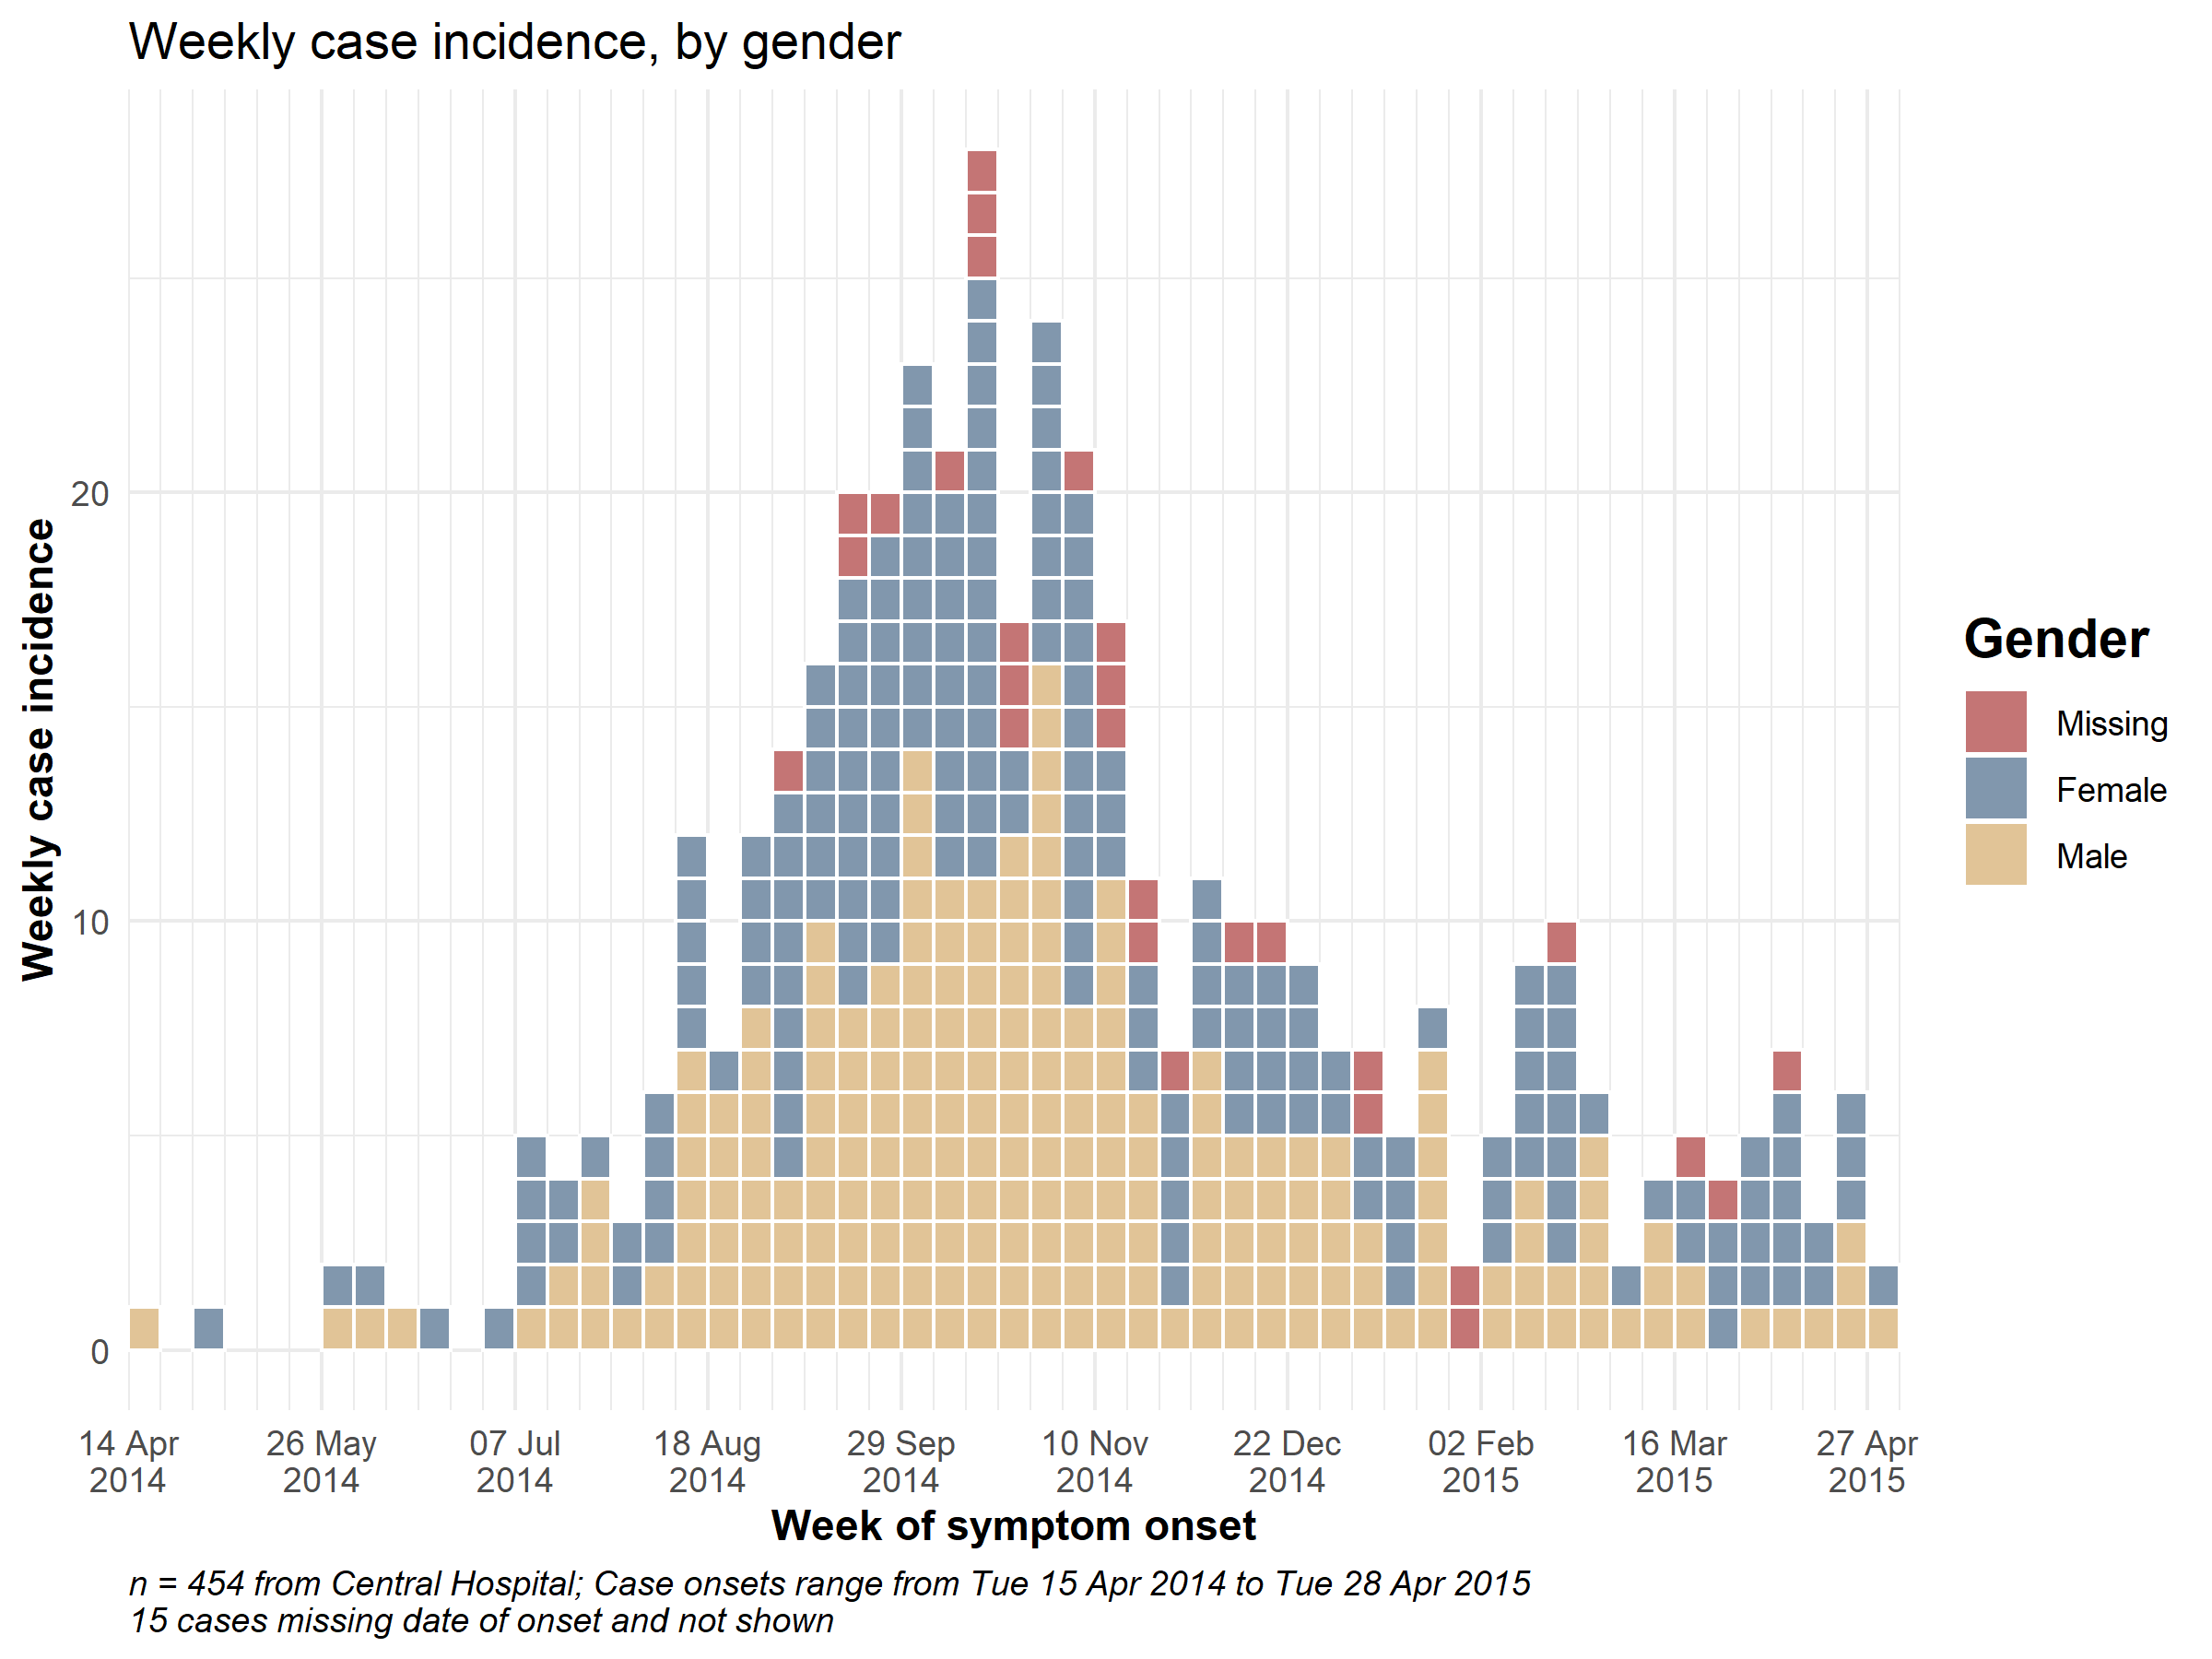 Weekly case incidence, by gender
Weekly case incidence
20
10
0
14 Apr 26 May 07 Jul 18 Aug 29 Sep 10 Nov 22 Dec 02 Feb 16 Mar 27 Apr
2014 2014 2014 2014 2014 2014 2014 2015 2015 2015
Week of symptom onset
Gender
Missing
Female
Male
n = 454 from Central Hospital; Case onsets range from Tue 15 Apr 2014 to Tue 28 Apr 2015
15 cases missing date of onset and not shown